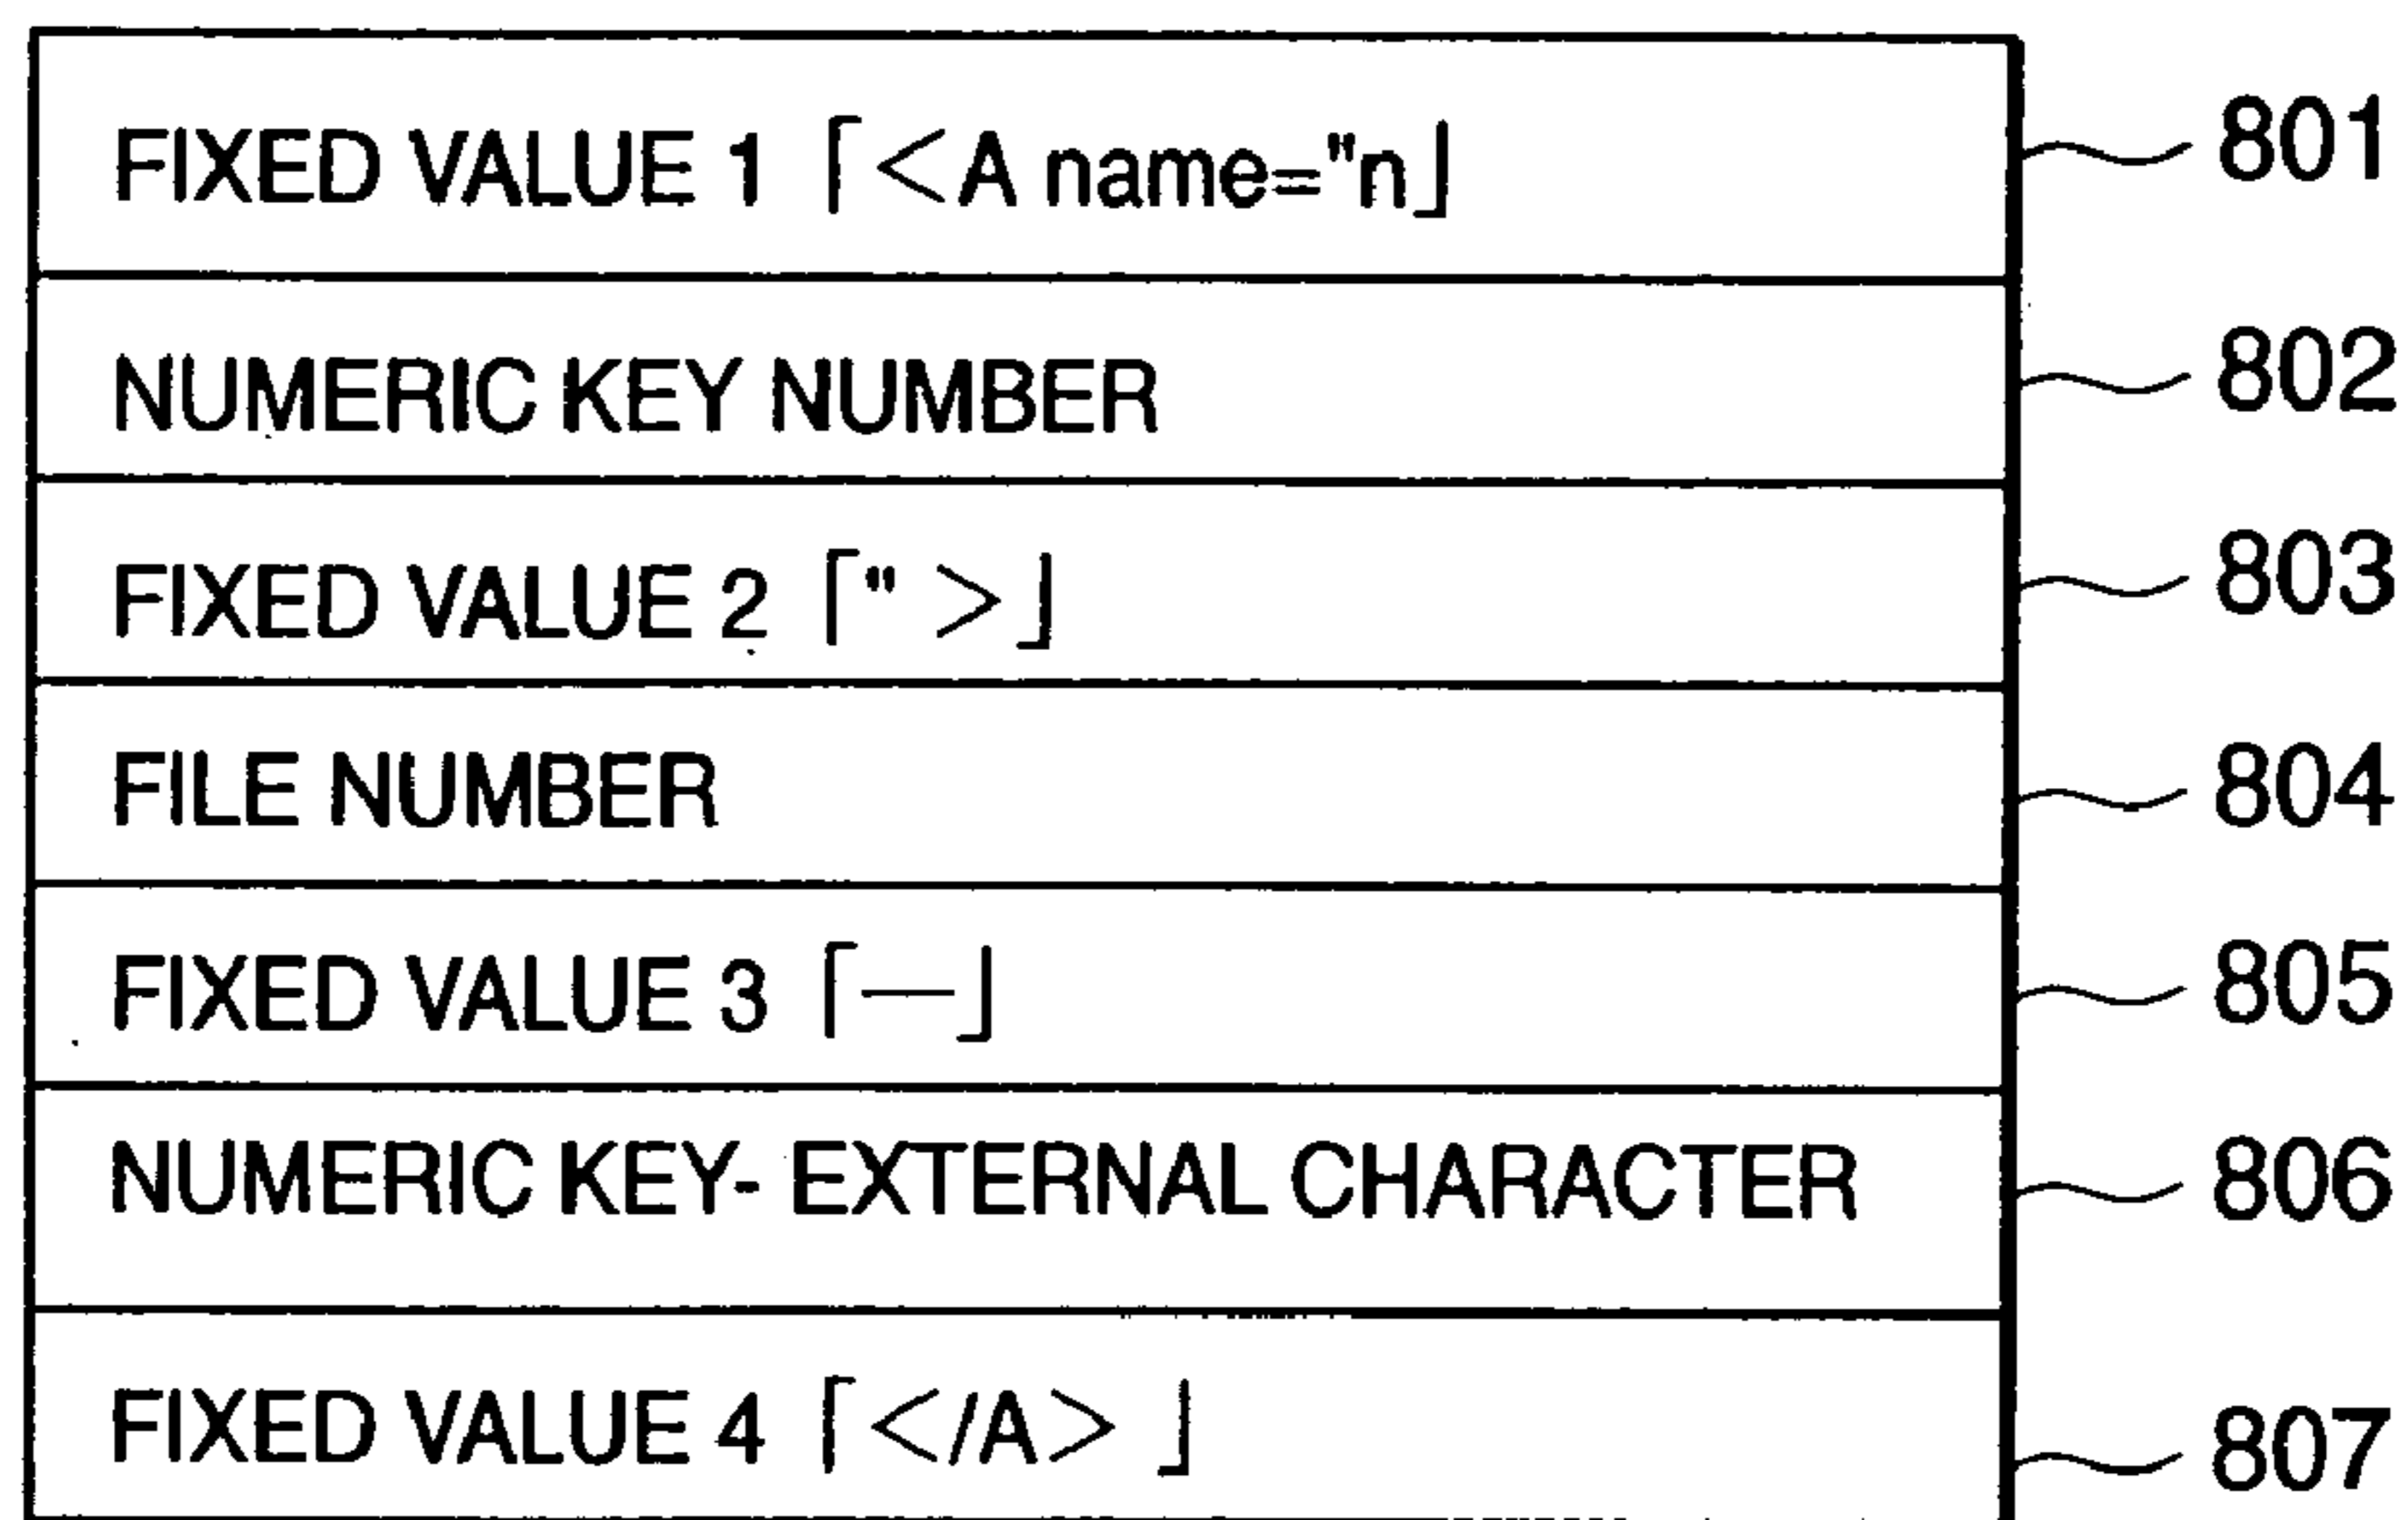 FIXED VALUE 1 「<A name="n」 801
NUMERIC KEY NUMBER 802
FIXED VALUE 2 「" >」 803
FILE NUMBER 804
FIXED VALUE 3 「—」 805
NUMERIC KEY- EXTERNAL CHARACTER 806
FIXED VALUE 4 「</A> 」 807